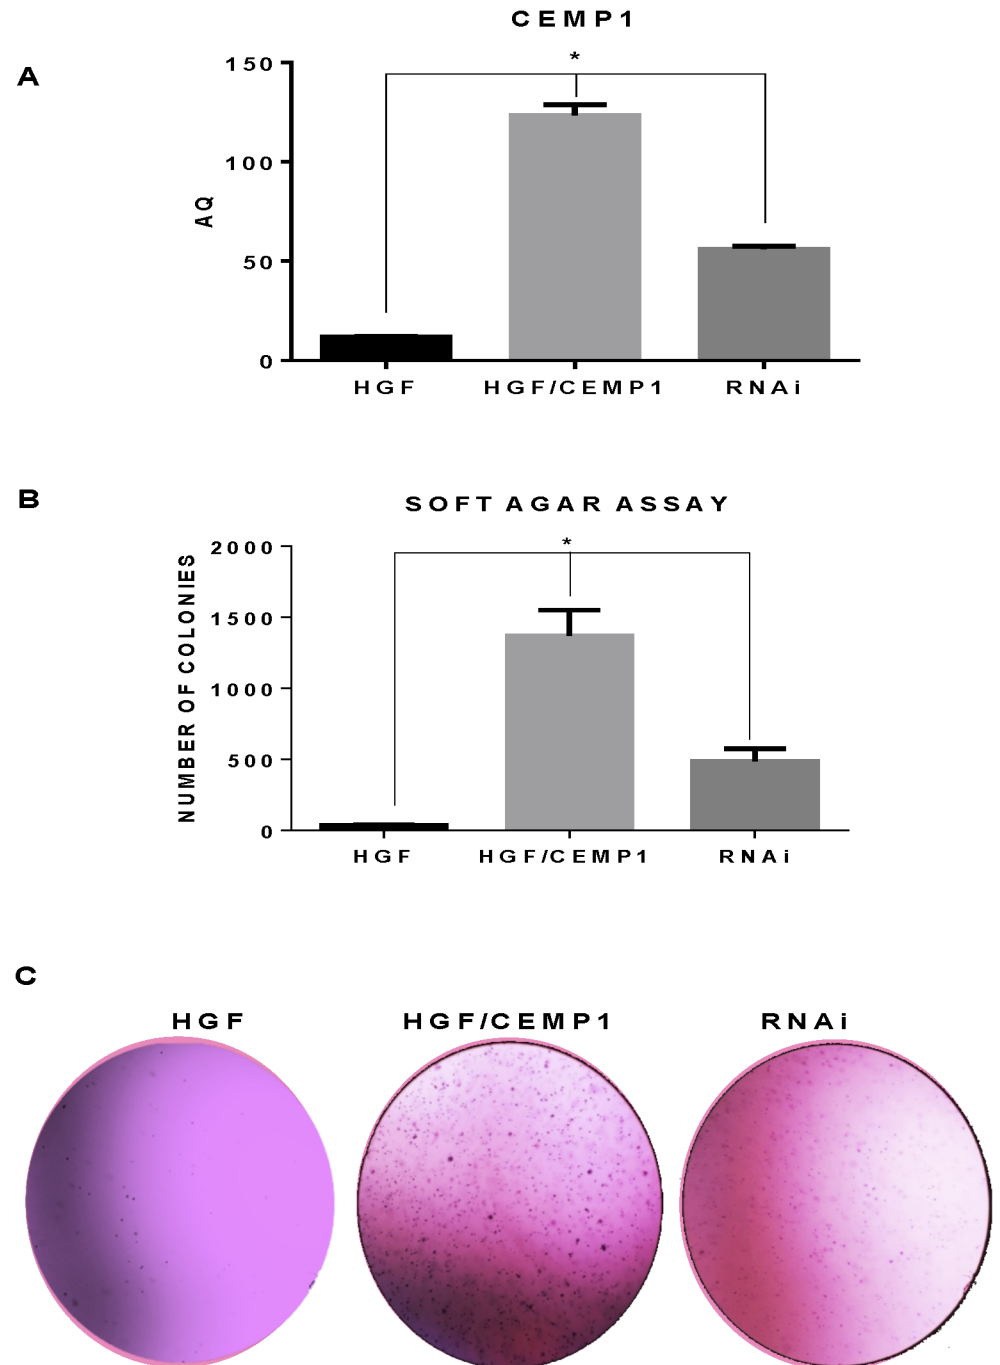 CEMP1
A
*
150
100
50
0
AQ
HGF HGF/CEMP1 RNAi
B
SOFT AGAR ASSAY
*
2000
1500
1000
500
0
NUMBER OF COLONIES
HGF HGF/CEMP1 RNAi
C
HGF HGF/CEMP1 RNAi